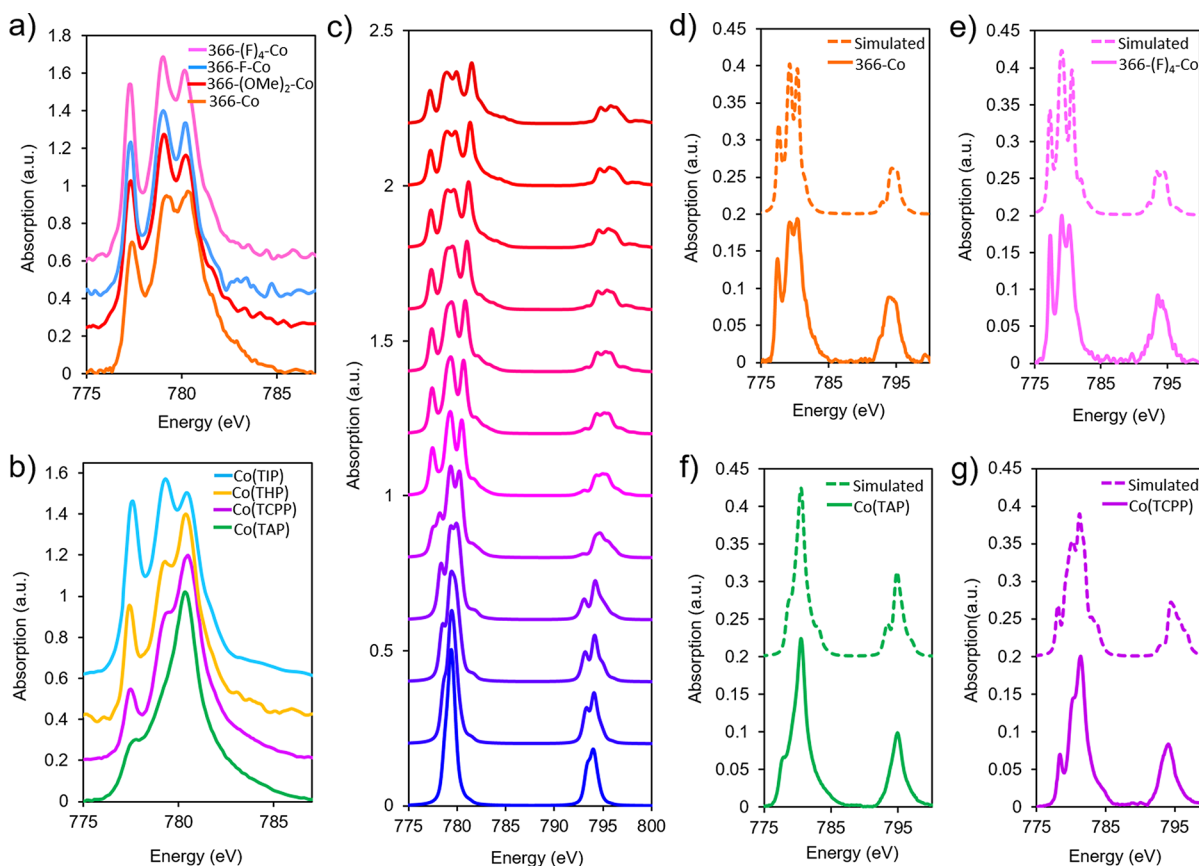 a)
366-(F)₄-Co
366-F-Co
366-(OMe)₂-Co
366-Co
Absorption (a.u.)
1.8
1.6
1.4
1.2
1
0.8
0.6
0.4
0.2
0
775
780
785
Energy (eV)
b)
Co(TIP)
Co(THP)
Co(TCPP)
Co(TAP)
Absorption (a.u.)
1.6
1.4
1.2
1
0.8
0.6
0.4
0.2
0
775
780
785
Energy (eV)
c)
Absorption (a.u.)
2.5
2
1.5
1
0.5
0
775
780
785
790
795
800
Energy (eV)
d)
Simulated
366-Co
Absorption (a.u.)
0.45
0.4
0.35
0.3
0.25
0.2
0.15
0.1
0.05
0
775
785
795
Energy (eV)
e)
Simulated
366-(F)₄-Co
Absorption (a.u.)
0.45
0.4
0.35
0.3
0.25
0.2
0.15
0.1
0.05
0
775
785
795
Energy (eV)
f)
Simulated
Co(TAP)
Absorption (a.u.)
0.45
0.4
0.35
0.3
0.25
0.2
0.15
0.1
0.05
0
775
785
795
Energy (eV)
g)
Simulated
Co(TCPP)
Absorption(a.u.)
0.45
0.4
0.35
0.3
0.25
0.2
0.15
0.1
0.05
0
775
785
795
Energy (eV)